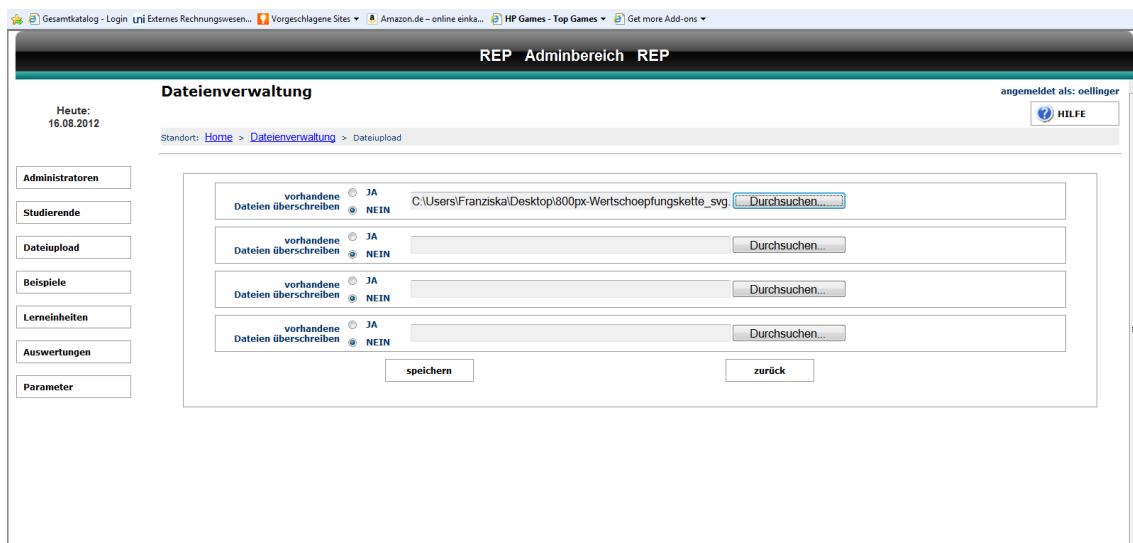 Gesamtkatalog - Login uni Externes Rechnungswesen... Vorgeschlagene Sites Amazon.de – online einka... HP Games - Top Games Get more Add-ons
REP Adminbereich REP
Dateienverwaltung
angemeldet als: oellinger
Heute:
16.08.2012
HILFE
Standort: Home > Dateienverwaltung > Dateiupload
Administratoren
Studierende
Dateiupload
Beispiele
Lerneinheiten
Auswertungen
Parameter
vorhandene
Dateien überschreiben
JA
NEIN
C:\Users\Franziska\Desktop\800px-Wertschoepfungskette_svg.
Durchsuchen...
vorhandene
Dateien überschreiben
JA
NEIN
Durchsuchen...
vorhandene
Dateien überschreiben
JA
NEIN
Durchsuchen...
vorhandene
Dateien überschreiben
JA
NEIN
Durchsuchen...
speichern
zurück